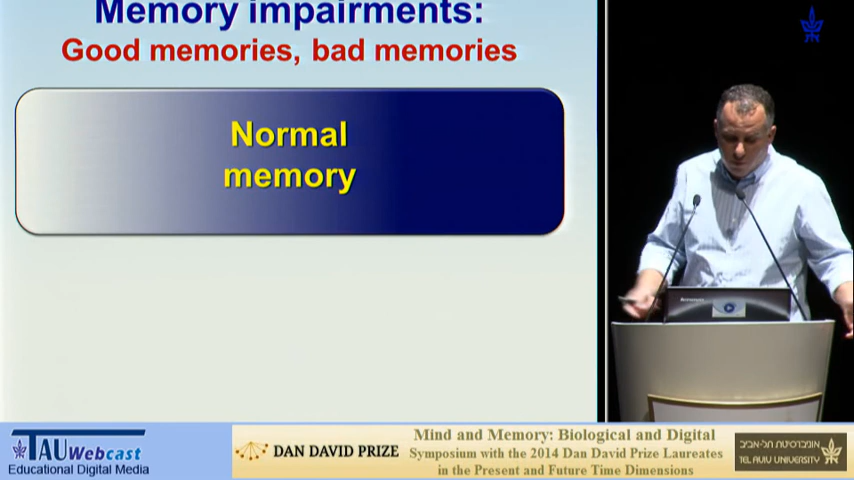 Memory impairments:
Good memories, bad memories
Normal
memory
TAU Webcast
Educational Digital Media
DAN DAVID PRIZE
Mind and Memory: Biological and Digital
Symposium with the 2014 Dan David Prize Laureates
in the Present and Future Time Dimensions
אוניברסיטת תל-אביב
TEL AVIV UNIVERSITY